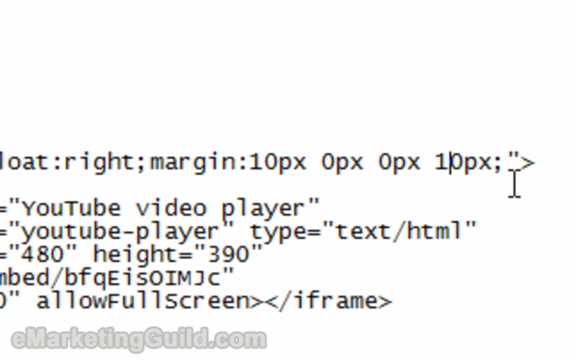 loat:right;margin:10px 0px 0px 10px;">
="YouTube video player"
="youtube-player" type="text/html"
="480" height="390"
mbed/bfqEisOIMJc"
0" allowFullScreen></iframe>
eMarketingGuild.com